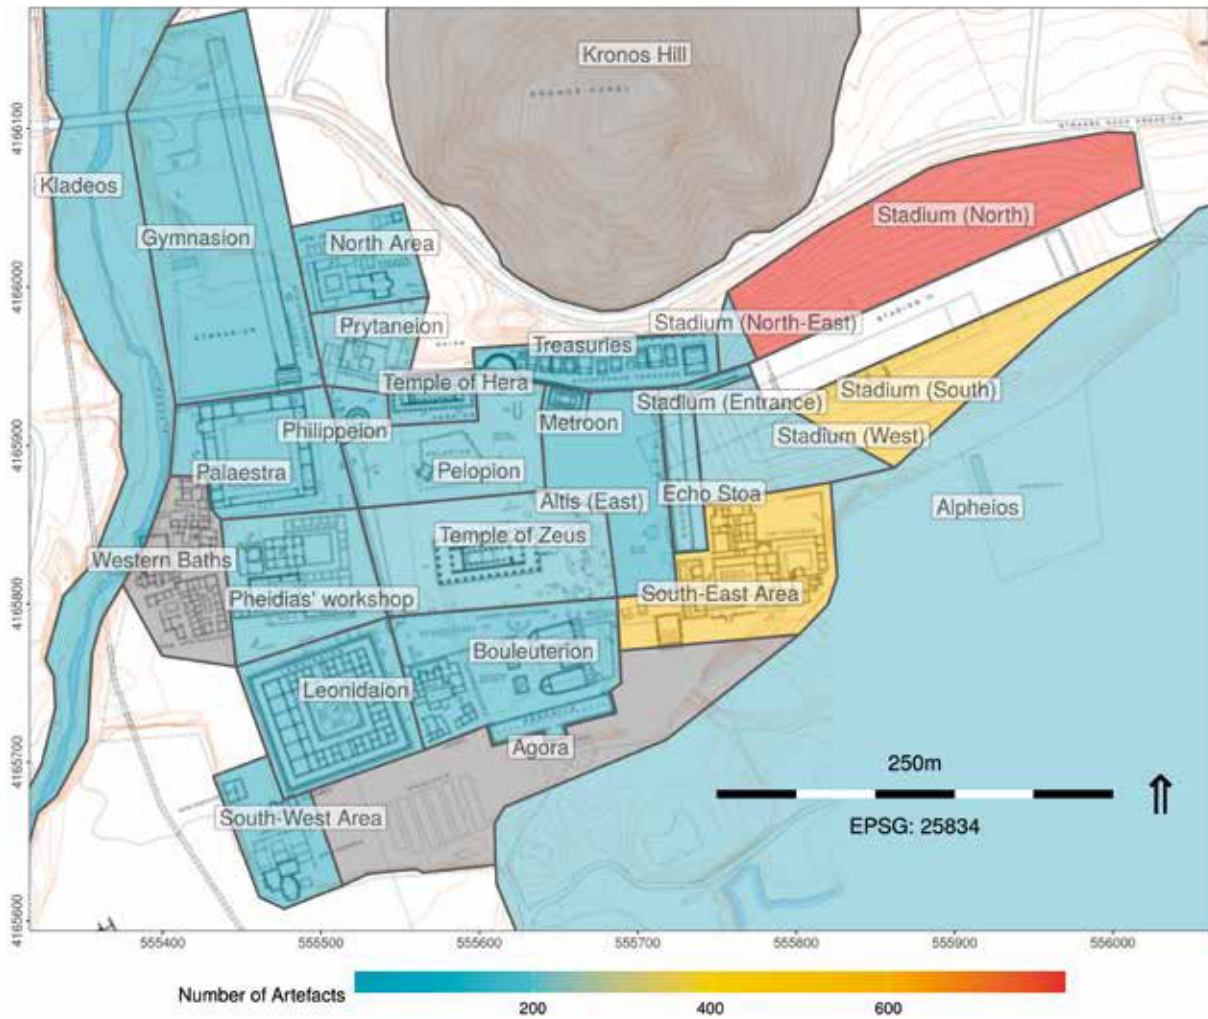 Kronos Hill
KRONOS HÜGEL
4166100
Kladeos
Gymnasion
North Area
Stadium (North)
4166000
Prytaneion
Stadium (North-East)
Treasuries
Temple of Hera
Stadium (Entrance)
Stadium (South)
Philippeion
Metroon
Stadium (West)
4165900
Palaestra
Pelopion
Altis (East)
Echo Stoa
Alpheios
Temple of Zeus
Western Baths
Pheidias' workshop
South-East Area
4165800
Bouleuterion
Leonidaion
Agora
4165700
250m
South-West Area
EPSG: 25834
4165600
555400
555500
555600
555700
555800
555900
556000
Number of Artefacts
200
400
600